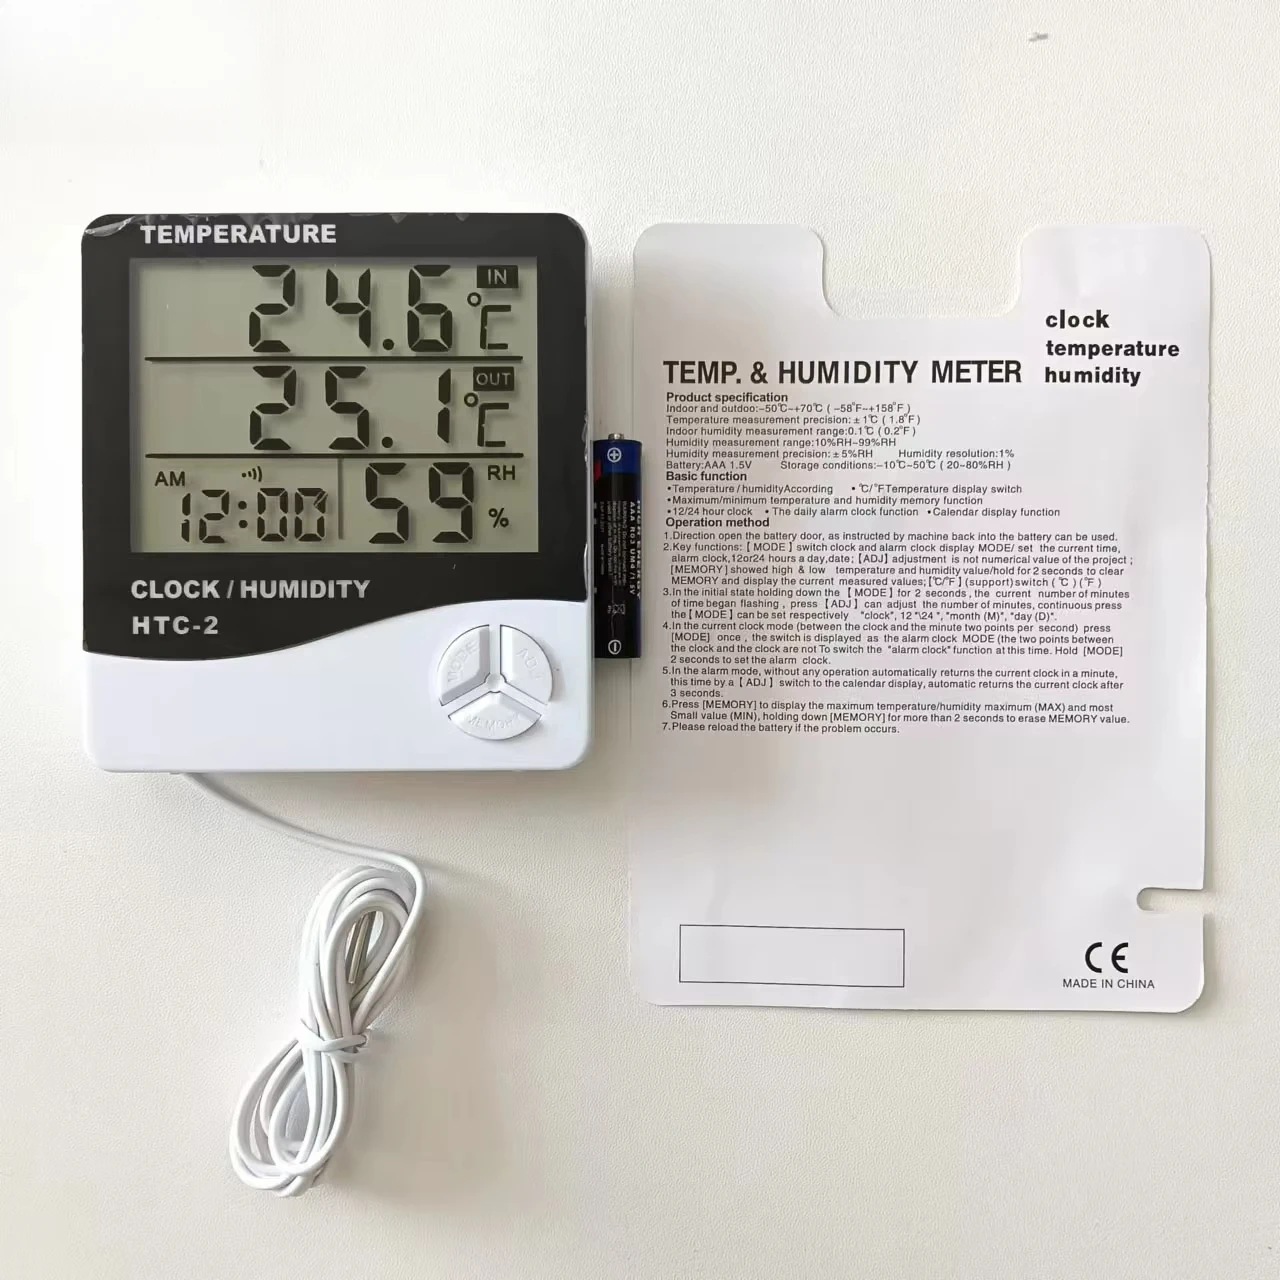 TEMPERATURE
24.6 °C IN
25.1 °C OUT
AM
12:00
59 RH %
CLOCK / HUMIDITY
HTC-2
MODE
ADJ
MEMORY
AAA R03 UM4 /1.5V
clock
temperature
humidity
TEMP. & HUMIDITY METER
Product specification
Indoor and outdoo:-50℃~+70℃ ( -58℉~+158℉ )
Temperature measurement precision: ± 1℃ ( 1.8℉ )
Indoor humidity measurement range:0.1℃ ( 0.2℉ )
Humidity measurement range:10%RH~99%RH
Humidity measurement precision: ± 5%RH Humidity resolution:1%
Battery:AAA 1.5V Storage conditions:-10℃~50℃ ( 20~80%RH )
Basic function
•Temperature / humidityAccording •℃/℉Temperature display switch
•Maximum/minimum temperature and humidity memory function
•12/24 hour clock •The daily alarm clock function •Calendar display function
Operation method
1.Direction open the battery door, as instructed by machine back into the battery can be used.
2.Key functions:【 MODE 】switch clock and alarm clock display MODE/ set the current time,
alarm clock,12or24 hours a day,date;【ADJ】adjustment is not numerical value of the project ;
[MEMORY] showed high & low temperature and humidity value/hold for 2 seconds to clear
MEMORY and display the current measured values;【℃/℉】(support) switch ( ℃ ) (℉ )
3.In the initial state holding down the【 MODE】for 2 seconds , the current number of minutes
of time began flashing , press【ADJ】can adjust the number of minutes, continuous press
the【 MODE】can be set respectively "clock", 12 "\24 ", "month (M)", "day (D)".
4.In the current clock mode (between the clock and the minute two points per second) press
[MODE] once , the switch is displayed as the alarm clock MODE (the two points between
the clock and the clock are not To switch the "alarm clock" function at this time. Hold [MODE]
2 seconds to set the alarm clock.
5.In the alarm mode, without any operation automatically returns the current clock in a minute,
this time by a【 ADJ】switch to the calendar display, automatic returns the current clock after
3 seconds.
6.Press [MEMORY] to display the maximum temperature/humidity maximum (MAX) and most
Small value (MIN), holding down [MEMORY] for more than 2 seconds to erase MEMORY value.
7.Please reload the battery if the problem occurs.
CE
MADE IN CHINA